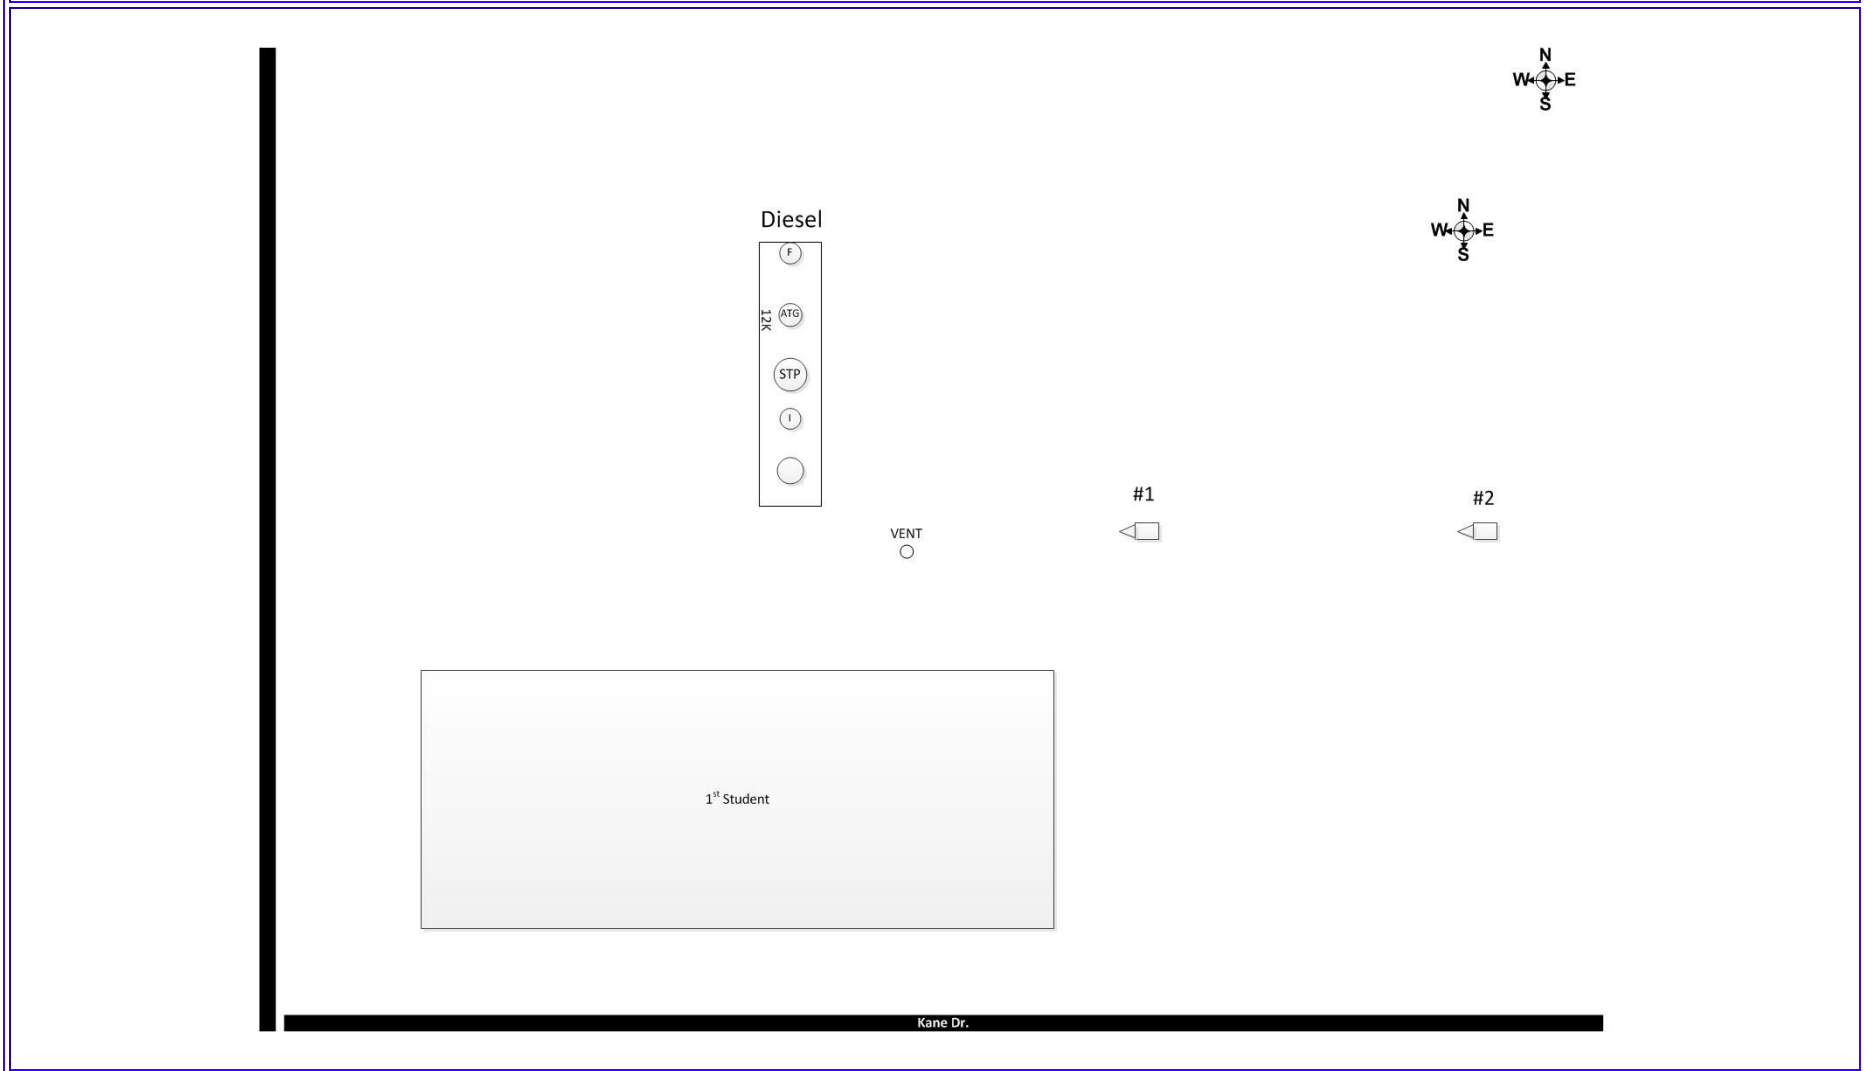 N
W E
S
N
W E
S
Diesel
F
12K
ATG
STP
I
#1
#2
VENT
1st Student
Kane Dr.